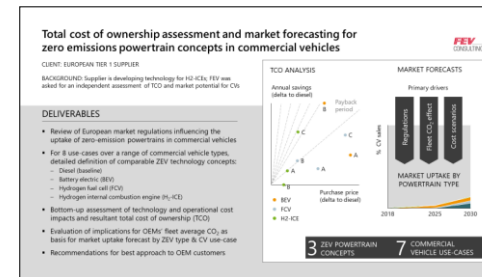 Total cost of ownership assessment and market forecasting for
zero emissions powertrain concepts in commercial vehicles
FEV
CONSULTING
CLIENT: EUROPEAN TIER 1 SUPPLIER
BACKGROUND: Supplier is developing technology for H2-ICEs; FEV was
asked for an independent assessment of TCO and market potential for CVs
DELIVERABLES
• Review of European market regulations influencing the
uptake of zero-emission powertrains in commercial vehicles
• For 8 use-cases over a range of commercial vehicle types,
detailed definition of comparable ZEV technology concepts:
– Diesel (baseline)
– Battery electric (BEV)
– Hydrogen fuel cell (FCV)
– Hydrogen internal combustion engine (H₂-ICE)
• Bottom-up assessment of technology and operational cost
impacts and resultant total cost of ownership (TCO)
• Evaluation of implications for OEMs' fleet average CO₂ as
basis for market uptake forecast by ZEV type & CV use-case
• Recommendations for best approach to OEM customers
TCO ANALYSIS
Annual savings
(delta to diesel)
Payback
period
B
C
C
B
A
A
A
B
Purchase price
(delta to diesel)
BEV
FCV
H2-ICE
MARKET FORECASTS
Primary drivers
Regulations
Fleet CO₂ effect
Cost scenarios
% CV sales
MARKET UPTAKE BY
POWERTRAIN TYPE
2018
2025
2030
3 ZEV POWERTRAIN
CONCEPTS
7 COMMERCIAL
VEHICLE USE-CASES